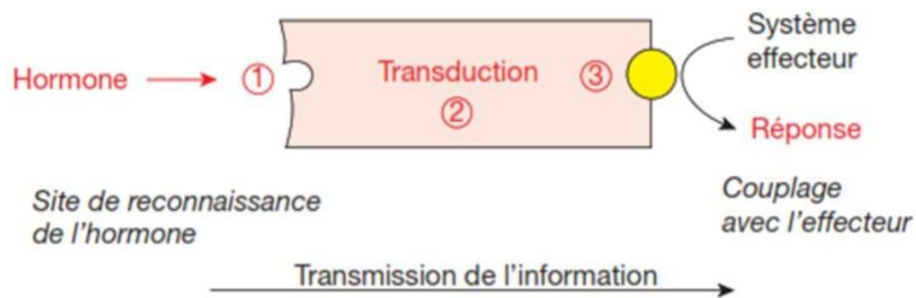 Hormone
①
Transduction
②
③
Système
effecteur
Réponse
Site de reconnaissance
de l'hormone
Couplage
avec l'effecteur
Transmission de l'information